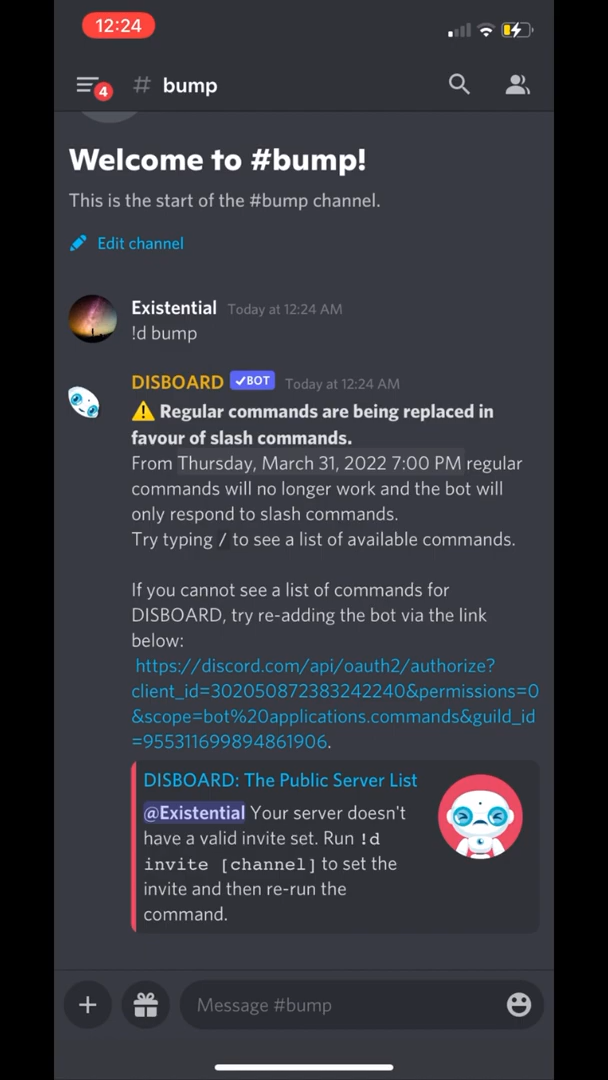 12:24
4
# bump
Welcome to #bump!
This is the start of the #bump channel.
Edit channel
Existential Today at 12:24 AM
!d bump
DISBOARD ✓BOT Today at 12:24 AM
⚠️ Regular commands are being replaced in
favour of slash commands.
From Thursday, March 31, 2022 7:00 PM regular
commands will no longer work and the bot will
only respond to slash commands.
Try typing / to see a list of available commands.
If you cannot see a list of commands for
DISBOARD, try re-adding the bot via the link
below:
https://discord.com/api/oauth2/authorize?
client_id=302050872383242240&permissions=0
&scope=bot%20applications.commands&guild_id
=955311699894861906.
DISBOARD: The Public Server List
@Existential Your server doesn't
have a valid invite set. Run !d
invite [channel] to set the
invite and then re-run the
command.
Message #bump